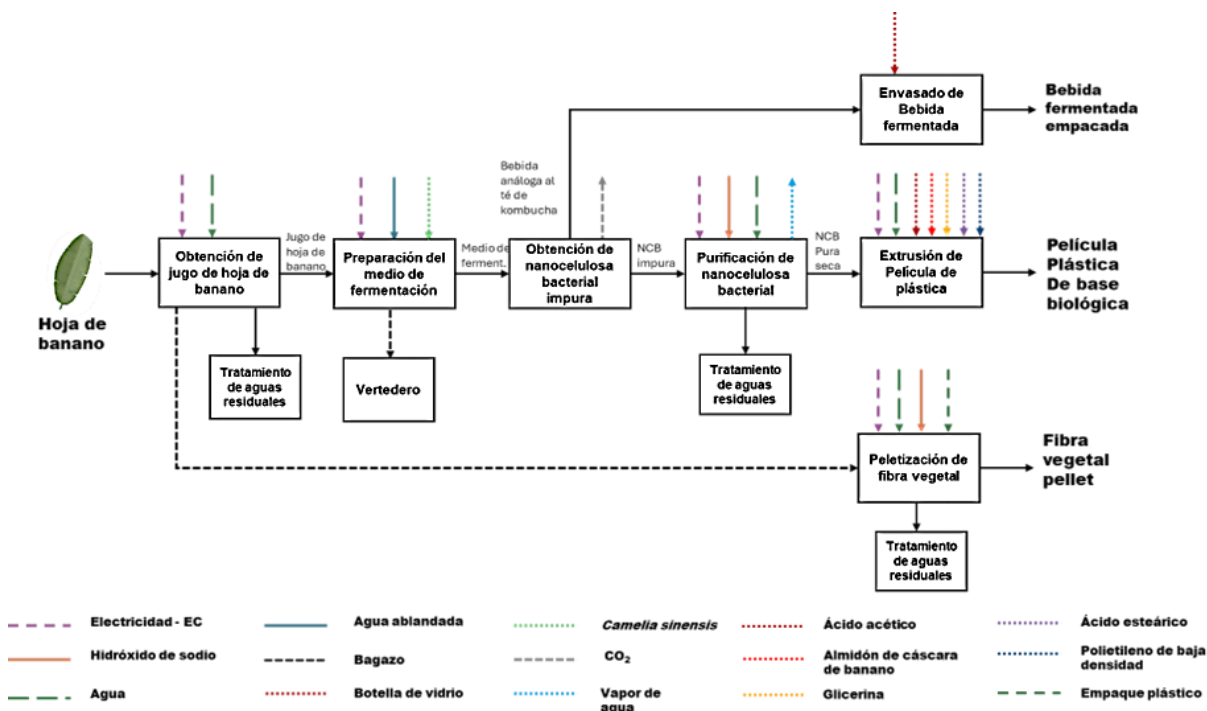 Envasado de
Bebida
fermentada
Bebida
fermentada
empacada
Bebida
análoga al
té de
kombucha
Hoja de
banano
Obtención de
jugo de hoja de
banano
Jugo de
hoja de
banano
Preparación del
medio de
fermentación
Medio de
ferment.
Obtención de
nanocelulosa
bacterial
impura
NCB
impura
Purificación de
nanocelulosa
bacterial
NCB
Pura
seca
Extrusión de
Película de
plástica
Película
Plástica
De base
biológica
Tratamiento
de aguas
residuales
Vertedero
Tratamiento
de aguas
residuales
Peletización de
fibra vegetal
Fibra
vegetal
pellet
Tratamiento
de aguas
residuales
Electricidad - EC
Agua ablandada
Camelia sinensis
Ácido acético
Ácido esteárico
Hidróxido de sodio
Bagazo
CO₂
Almidón de cáscara
de banano
Polietileno de baja
densidad
Agua
Botella de vidrio
Vapor de
agua
Glicerina
Empaque plástico